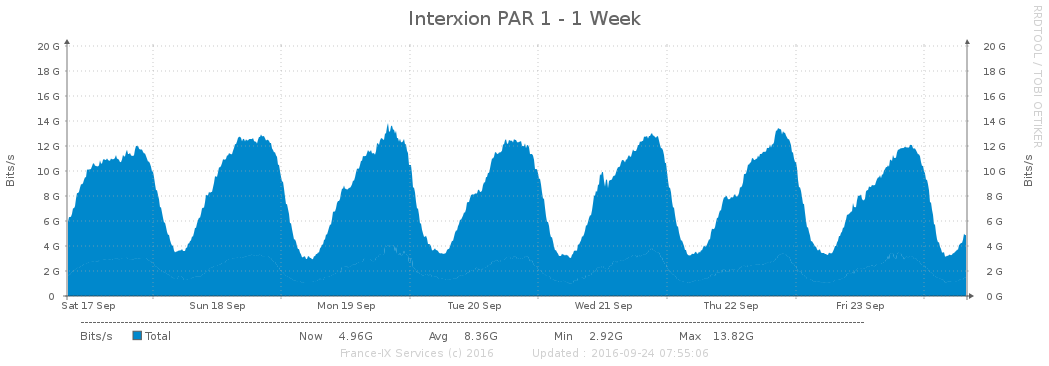 Interxion PAR 1 - 1 Week
RRDTOOL / TOBI OETIKER
Bits/s
20 G
18 G
16 G
14 G
12 G
10 G
8 G
6 G
4 G
2 G
0
20 G
18 G
16 G
14 G
12 G
10 G
8 G
6 G
4 G
2 G
0 G
Bits/s
Sat 17 Sep Sun 18 Sep Mon 19 Sep Tue 20 Sep Wed 21 Sep Thu 22 Sep Fri 23 Sep
Bits/s Total Now 4.96G Avg 8.36G Min 2.92G Max 13.82G
France-IX Services (c) 2016 Updated : 2016-09-24 07:55:06